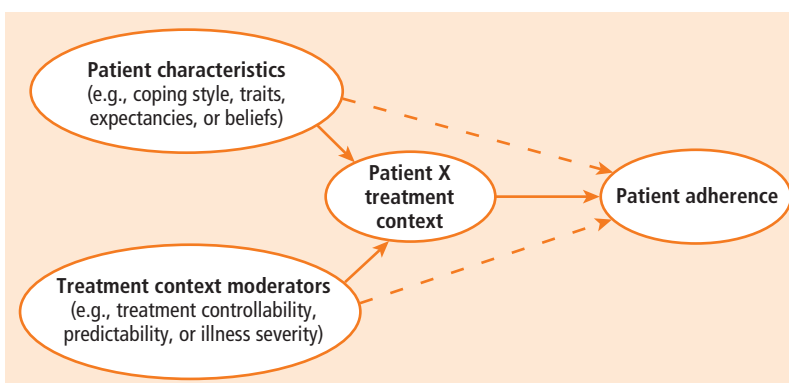 Patient characteristics
(e.g., coping style, traits,
expectancies, or beliefs)
Patient X
treatment
context
Patient adherence
Treatment context moderators
(e.g., treatment controllability,
predictability, or illness severity)